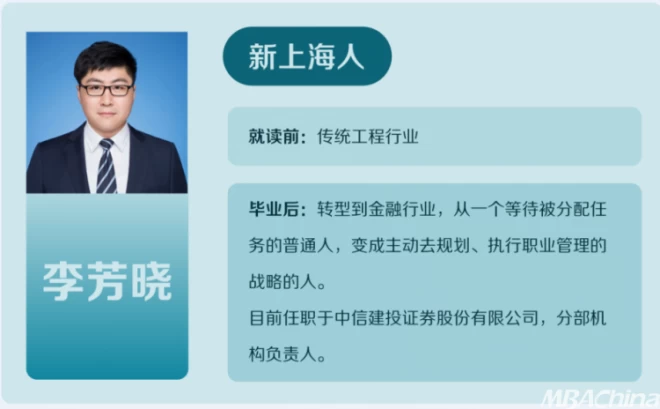 新上海人
就读前：传统工程行业
李芳晓
毕业后：转型到金融行业，从一个等待被分配任
务的普通人，变成主动去规划、执行职业管理的
战略的人。
目前任职于中信建投证券股份有限公司，分部机
构负责人。
MBAChina